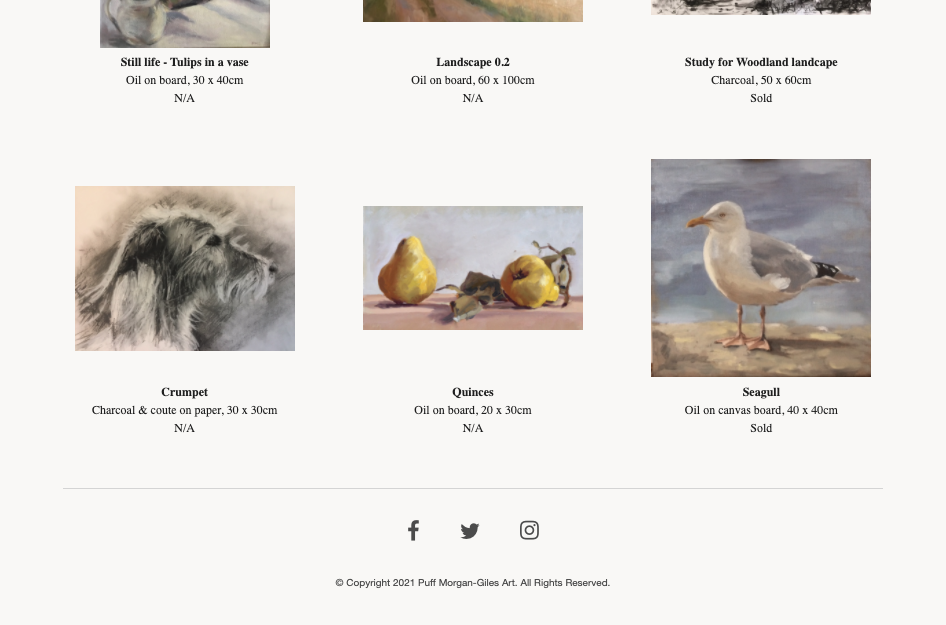 Still life - Tulips in a vase
Oil on board, 30 x 40cm
N/A
Landscape 0.2
Oil on board, 60 x 100cm
N/A
Study for Woodland landcape
Charcoal, 50 x 60cm
Sold
Crumpet
Charcoal & coute on paper, 30 x 30cm
N/A
Quinces
Oil on board, 20 x 30cm
N/A
Seagull
Oil on canvas board, 40 x 40cm
Sold
© Copyright 2021 Puff Morgan-Giles Art. All Rights Reserved.